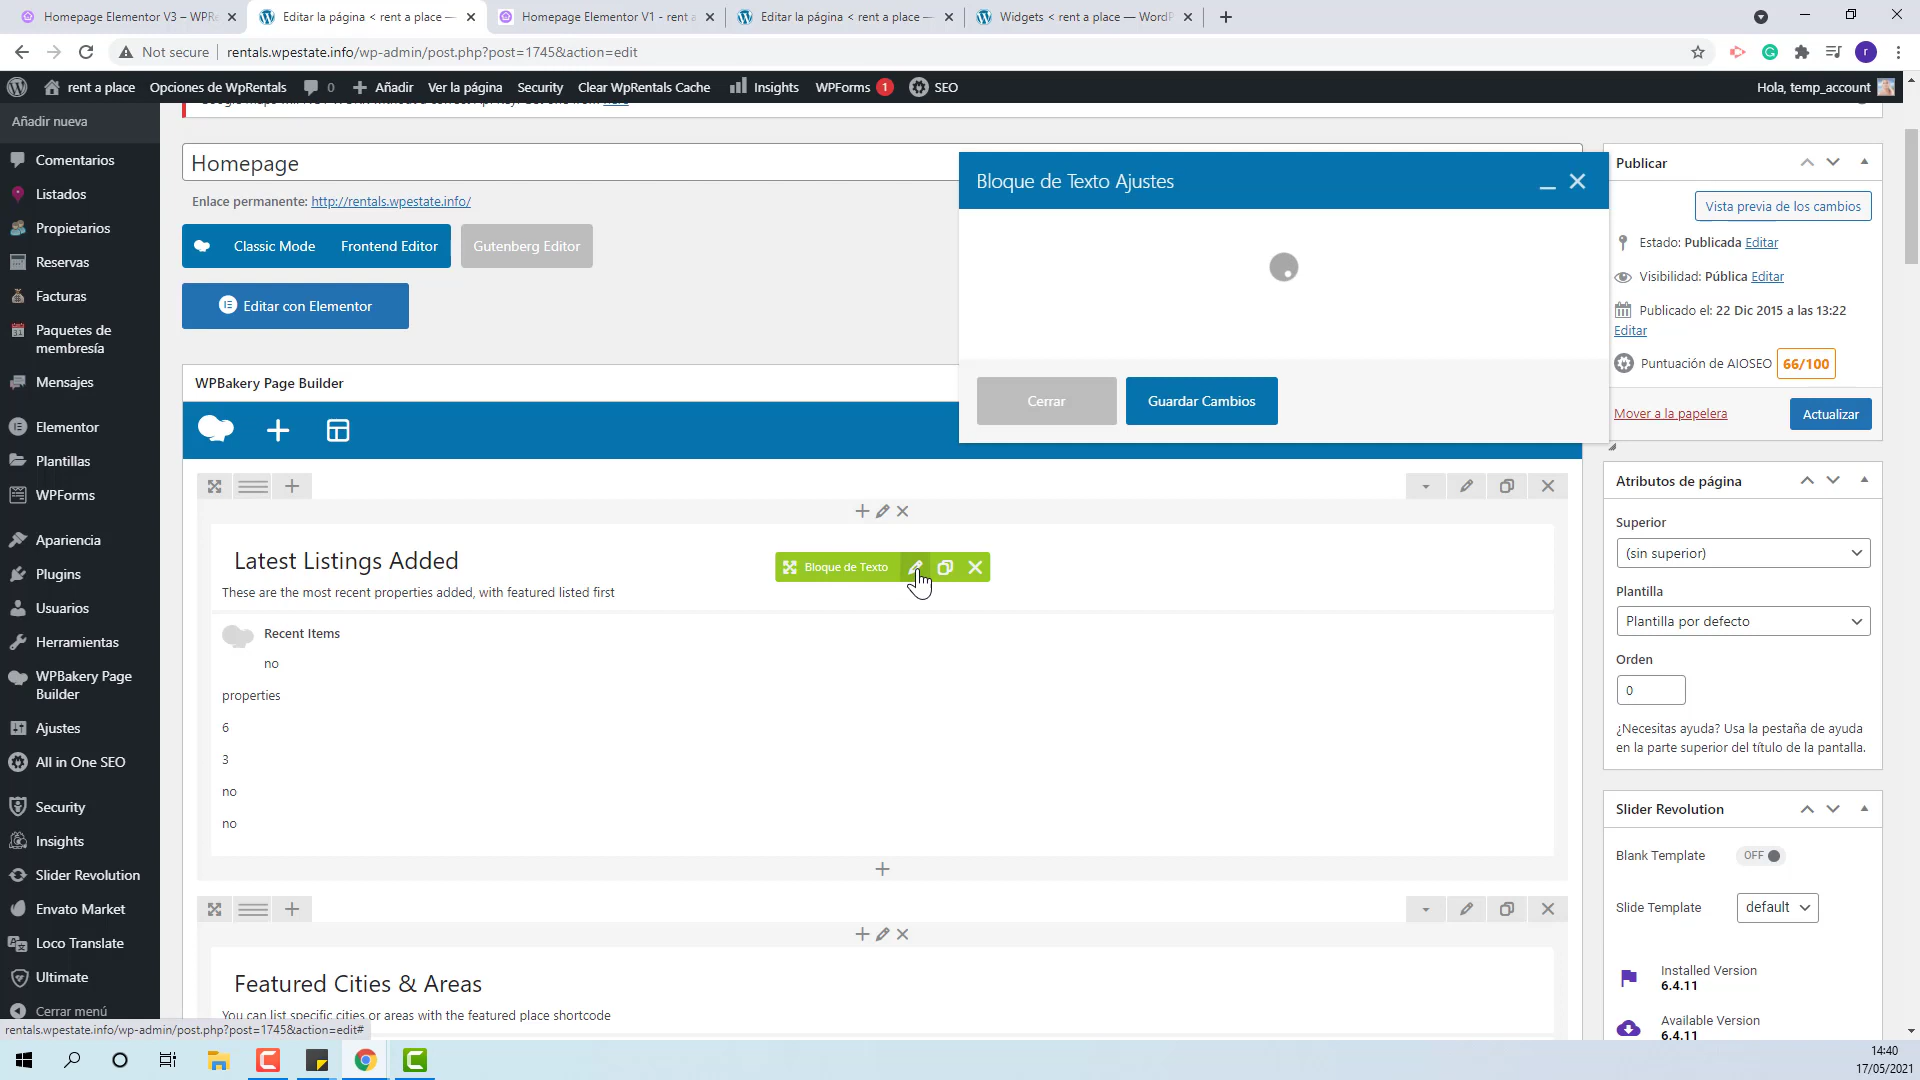 Homepage Elementor V3 – WPRe
Editar la página < rent a place —
Homepage Elementor V1 - rent a
Editar la página < rent a place —
Widgets < rent a place — WordP
Not secure
rentals.wpestate.info/wp-admin/post.php?post=1745&action=edit
rent a place
Opciones de WpRentals
0
Añadir
Ver la página
Security
Clear WpRentals Cache
Insights
WPForms
1
SEO
Hola, temp_account
Añadir nueva
Comentarios
Listados
Propietarios
Reservas
Facturas
Paquetes de
membresía
Mensajes
Elementor
Plantillas
WPForms
Apariencia
Plugins
Usuarios
Herramientas
WPBakery Page
Builder
Ajustes
All in One SEO
Security
Insights
Slider Revolution
Envato Market
Loco Translate
Ultimate
Cerrar menú
Homepage
Enlace permanente: http://rentals.wpestate.info/
Classic Mode
Frontend Editor
Gutenberg Editor
Editar con Elementor
WPBakery Page Builder
Bloque de Texto Ajustes
Cerrar
Guardar Cambios
Latest Listings Added
Bloque de Texto
These are the most recent properties added, with featured listed first
Recent Items
no
properties
6
3
no
no
Featured Cities & Areas
You can list specific cities or areas with the featured place shortcode
Publicar
Vista previa de los cambios
Estado: Publicada Editar
Visibilidad: Pública Editar
Publicado el: 22 Dic 2015 a las 13:22
Editar
Puntuación de AIOSEO
66/100
Mover a la papelera
Actualizar
Atributos de página
Superior
(sin superior)
Plantilla
Plantilla por defecto
Orden
0
¿Necesitas ayuda? Usa la pestaña de ayuda
en la parte superior del título de la pantalla.
Slider Revolution
Blank Template
OFF
Slide Template
default
Installed Version
6.4.11
Available Version
6.4.11
rentals.wpestate.info/wp-admin/post.php?post=1745&action=edit#
14:40
17/05/2021